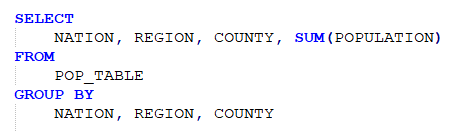 SELECT
NATION, REGION, COUNTY, SUM(POPULATION)
FROM
POP_TABLE
GROUP BY
NATION, REGION, COUNTY